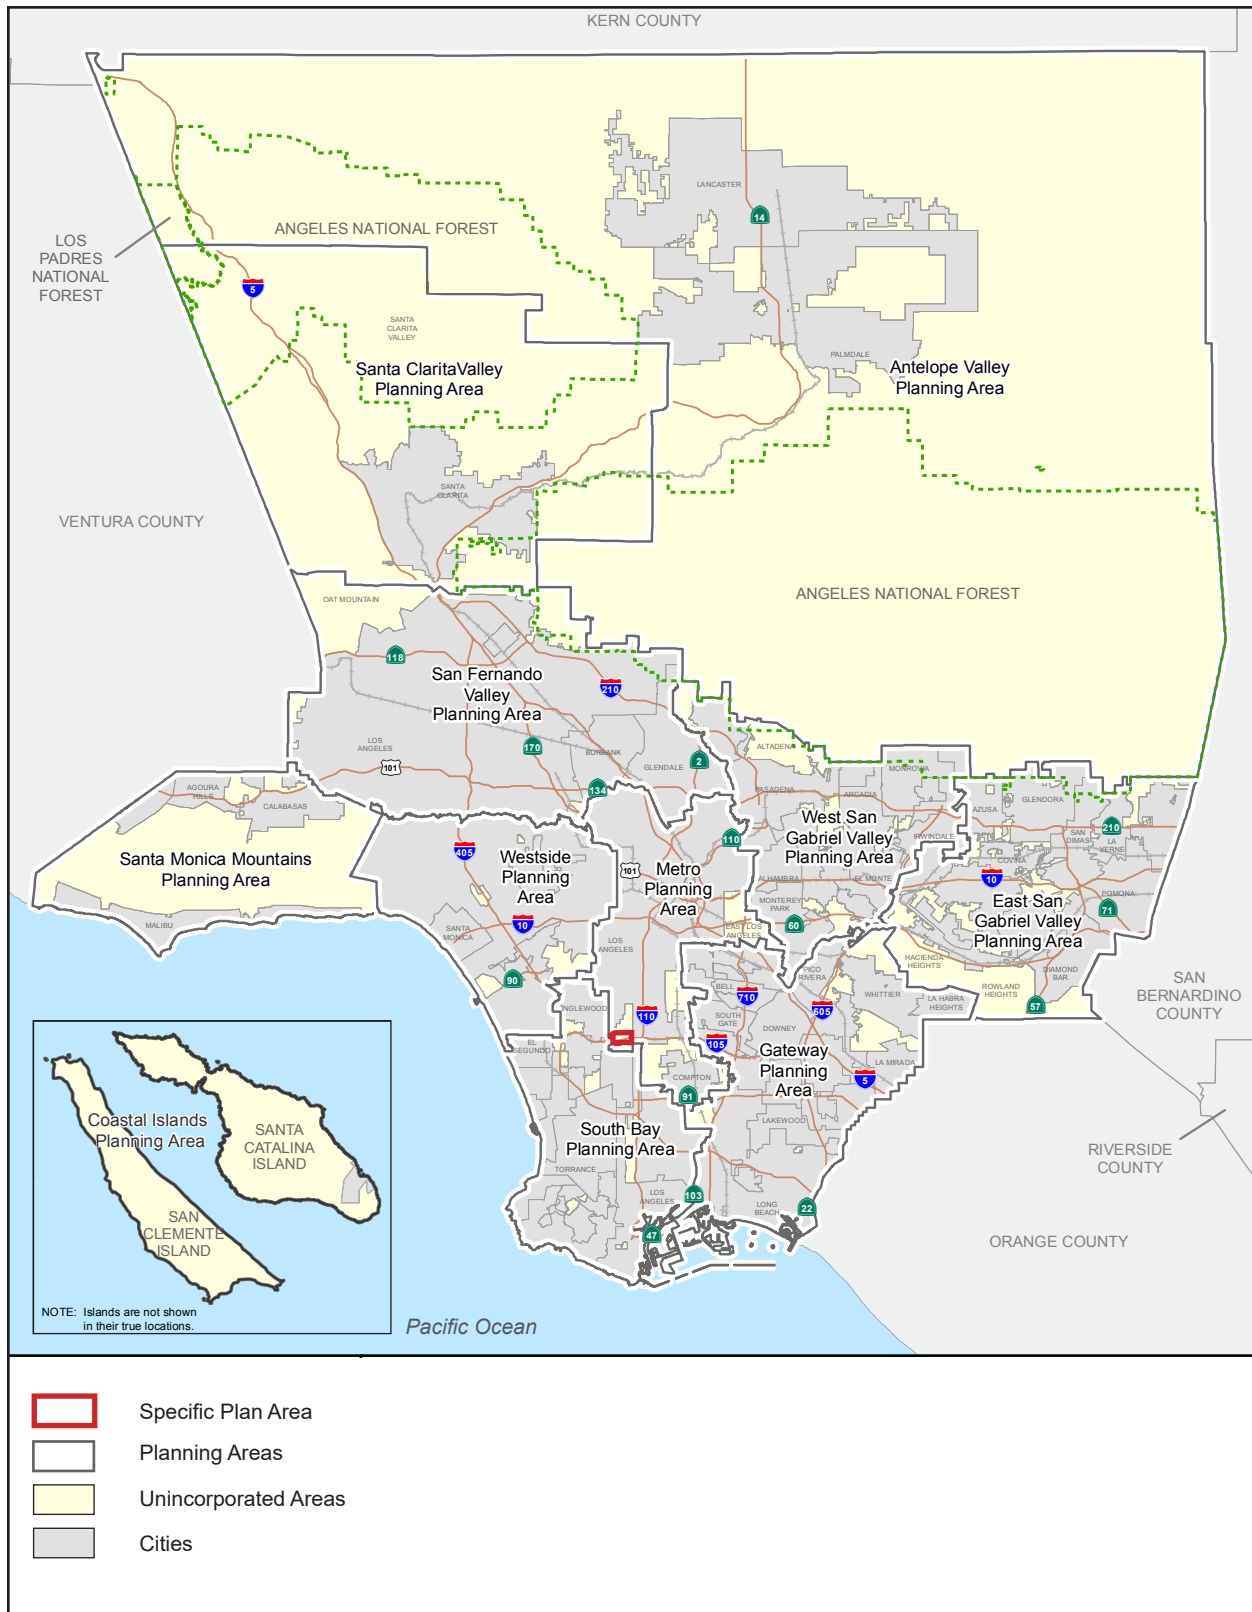 KERN COUNTY
LANCASTER
14
ANGELES NATIONAL FOREST
LOS
PADRES
NATIONAL
FOREST
5
SANTA
CLARITA
VALLEY
Santa ClaritaValley
Planning Area
PALMDALE
Antelope Valley
Planning Area
SANTA
CLARITA
VENTURA COUNTY
ANGELES NATIONAL FOREST
OAT MOUNTAIN
118
San Fernando
Valley
Planning Area
210
LOS
ANGELES
170
101
BURBANK
GLENDALE
2
134
ALTADENA
PASADENA
MONROVIA
ARCADIA
AGOURA
HILLS
CALABASAS
AZUSA
GLENDORA
210
SAN
DIMAS
LA
VERNE
West San
Gabriel Valley
Planning Area
IRWINDALE
COVINA
110
405
Santa Monica Mountains
Planning Area
Westside
Planning
Area
101
Metro
Planning
Area
ALHAMBRA
EL MONTE
10
POMONA
MONTEREY
PARK
60
East San
Gabriel Valley
Planning Area
71
MALIBU
SANTA
MONICA
10
LOS
ANGELES
EAST LOS
ANGELES
HACIENDA
HEIGHTS
DIAMOND
BAR
90
PICO
RIVERA
BELL
710
WHITTIER
LA HABRA
HEIGHTS
ROWLAND
HEIGHTS
57
SAN
BERNARDINO
COUNTY
INGLEWOOD
110
SOUTH
GATE
605
DOWNEY
EL
SEGUNDO
105
Gateway
Planning
Area
LA MIRADA
COMPTON
5
91
LAKEWOOD
South Bay
Planning Area
TORRANCE
LOS
ANGELES
103
LONG
BEACH
22
47
RIVERSIDE
COUNTY
ORANGE COUNTY
Coastal Islands
Planning Area
SANTA
CATALINA
ISLAND
SAN
CLEMENTE
ISLAND
NOTE: Islands are not shown
in their true locations.
Pacific Ocean
Specific Plan Area
Planning Areas
Unincorporated Areas
Cities